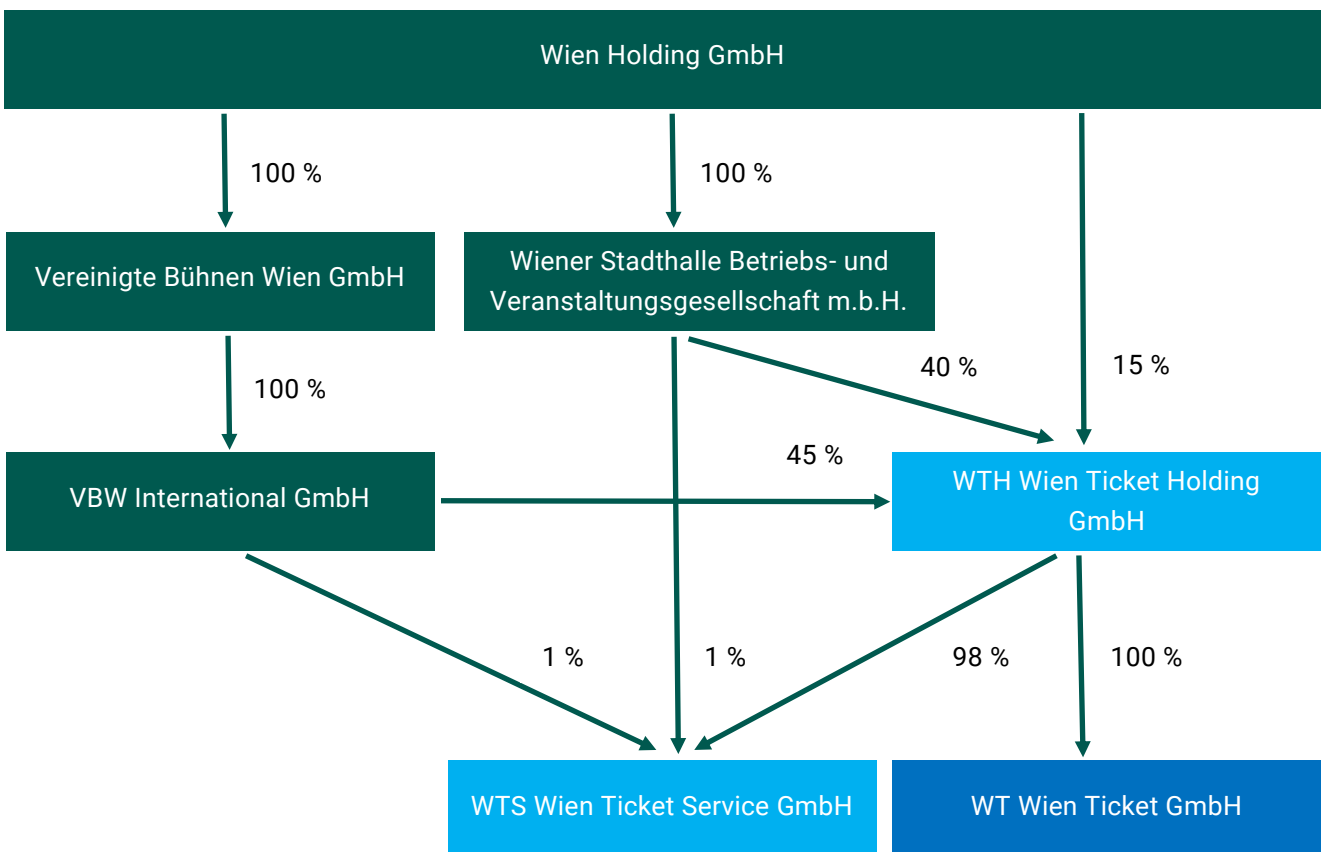 Wien Holding GmbH
100 %
100 %
Vereinigte Bühnen Wien GmbH
Wiener Stadthalle Betriebs- und
Veranstaltungsgesellschaft m.b.H.
40 %
15 %
100 %
45 %
VBW International GmbH
WTH Wien Ticket Holding
GmbH
1 %
1 %
98 %
100 %
WTS Wien Ticket Service GmbH
WT Wien Ticket GmbH